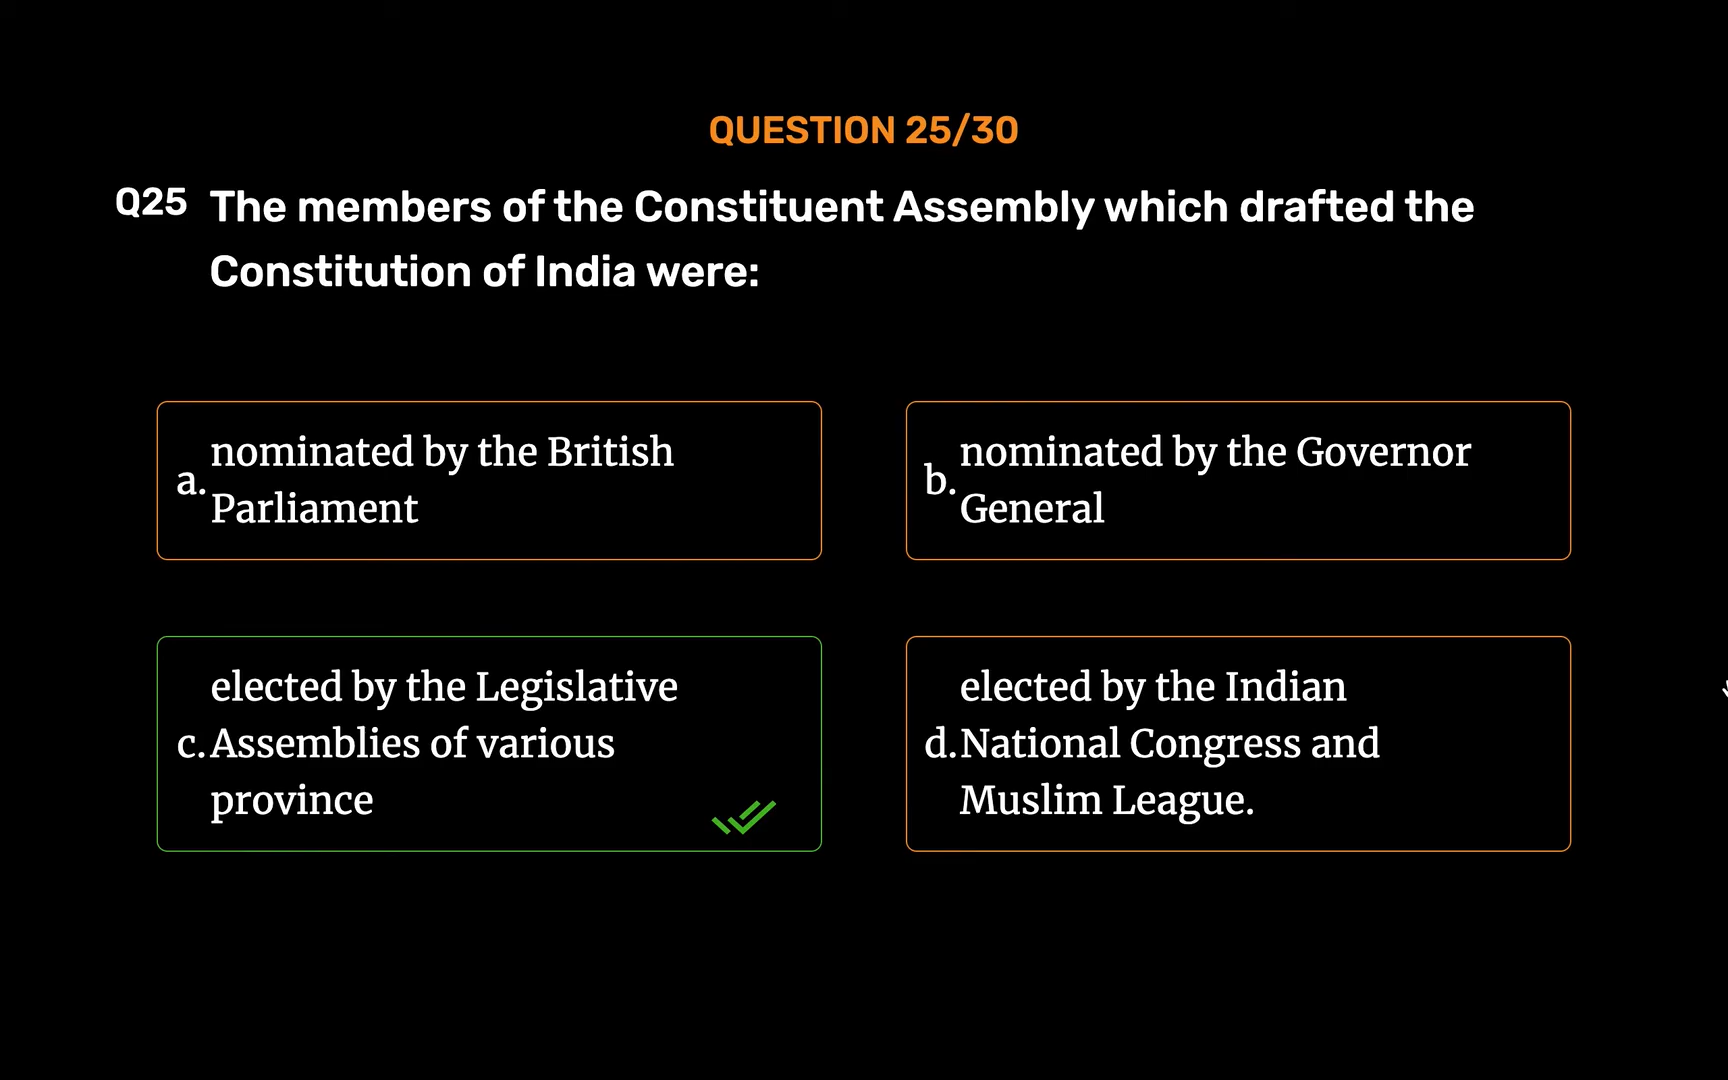 QUESTION 25/30
Q25 The members of the Constituent Assembly which drafted the
Constitution of India were:
a. nominated by the British
Parliament
b. nominated by the Governor
General
c. elected by the Legislative
Assemblies of various
province
d. elected by the Indian
National Congress and
Muslim League.